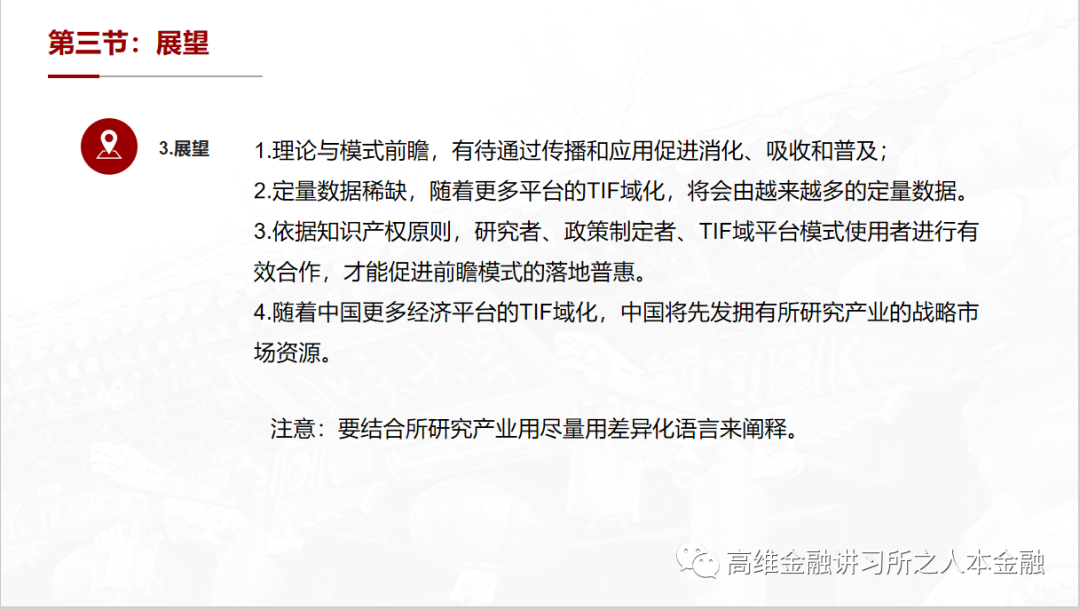 第三节：展望
3.展望
1.理论与模式前瞻，有待通过传播和应用促进消化、吸收和普及；
2.定量数据稀缺，随着更多平台的TIF域化，将会由越来越多的定量数据。
3.依据知识产权原则，研究者、政策制定者、TIF域平台模式使用者进行有
效合作，才能促进前瞻模式的落地普惠。
4.随着中国更多经济平台的TIF域化，中国将先发拥有所研究产业的战略市
场资源。
注意：要结合所研究产业用尽量用差异化语言来阐释。
高维金融讲习所之人本金融